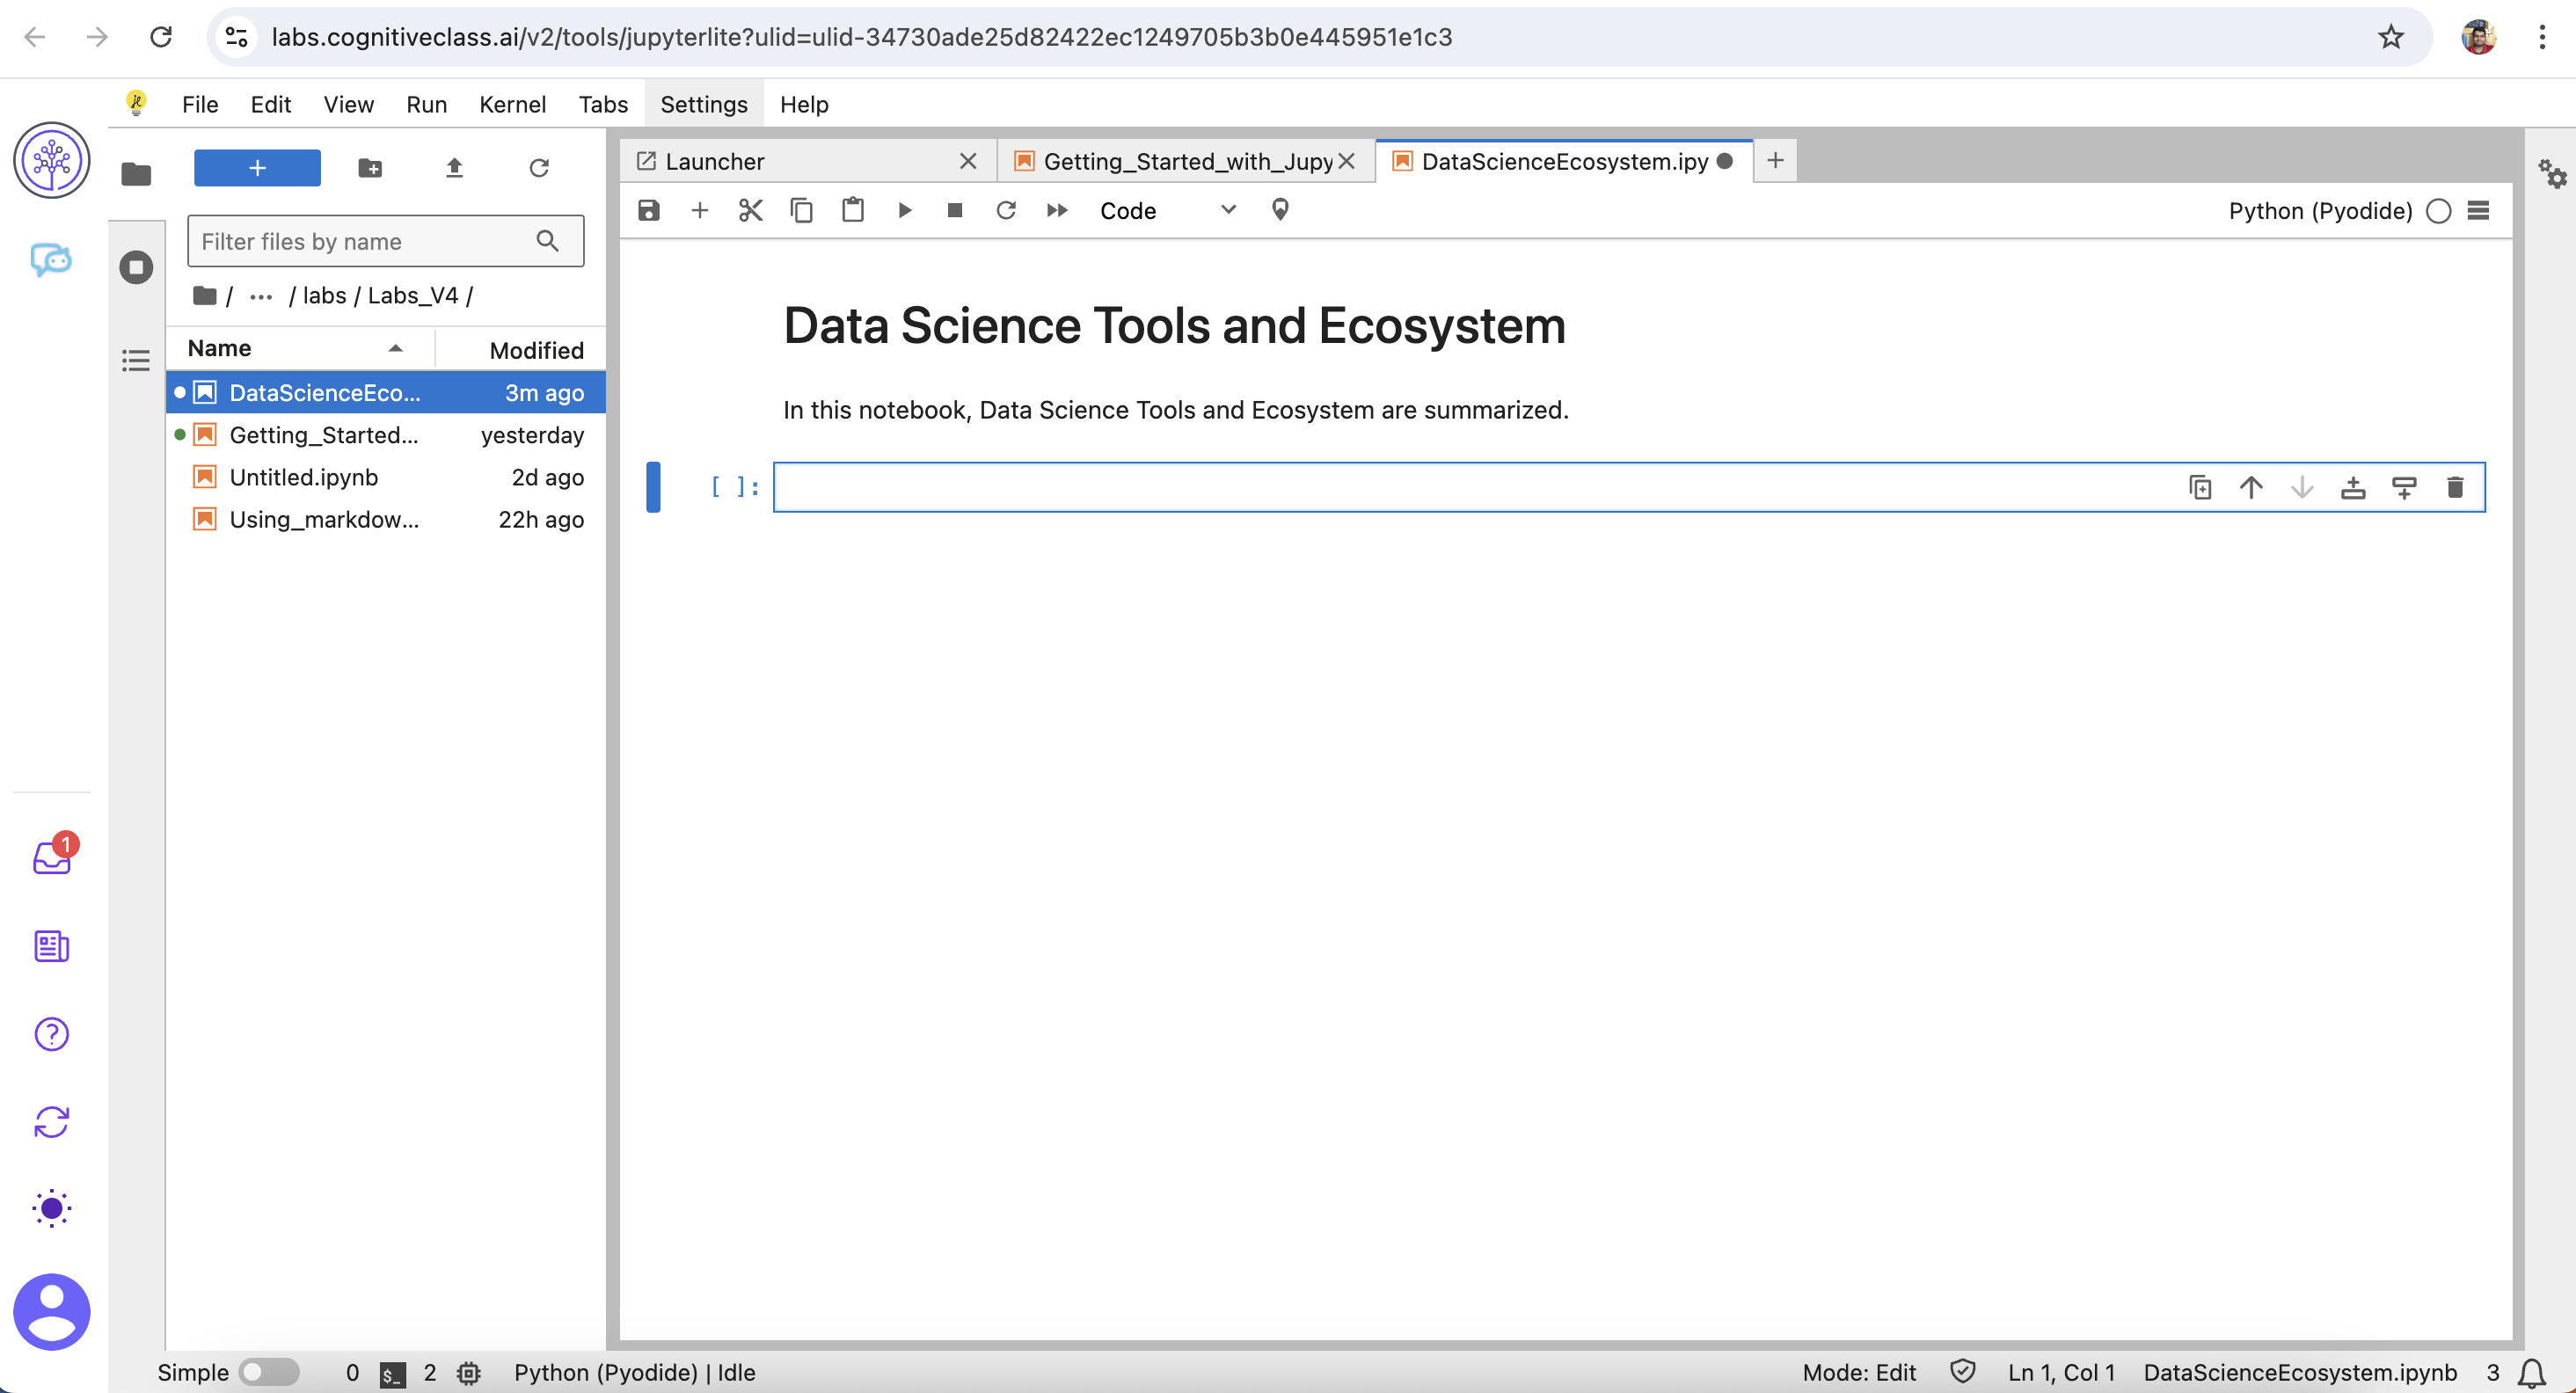 labs.cognitiveclass.ai/v2/tools/jupyterlite?ulid=ulid-34730ade25d82422ec1249705b3b0e445951e1c3
File Edit View Run Kernel Tabs Settings Help
+
Filter files by name
/ ... / labs / Labs_V4 /
Name Modified
DataScienceEco... 3m ago
Getting_Started... yesterday
Untitled.ipynb 2d ago
Using_markdow... 22h ago
Launcher Getting_Started_with_Jupy DataScienceEcosystem.ipy
Code Python (Pyodide)
Data Science Tools and Ecosystem
In this notebook, Data Science Tools and Ecosystem are summarized.
[ ]:
1
Simple 0 $_ 2 Python (Pyodide) | Idle Mode: Edit Ln 1, Col 1 DataScienceEcosystem.ipynb 3